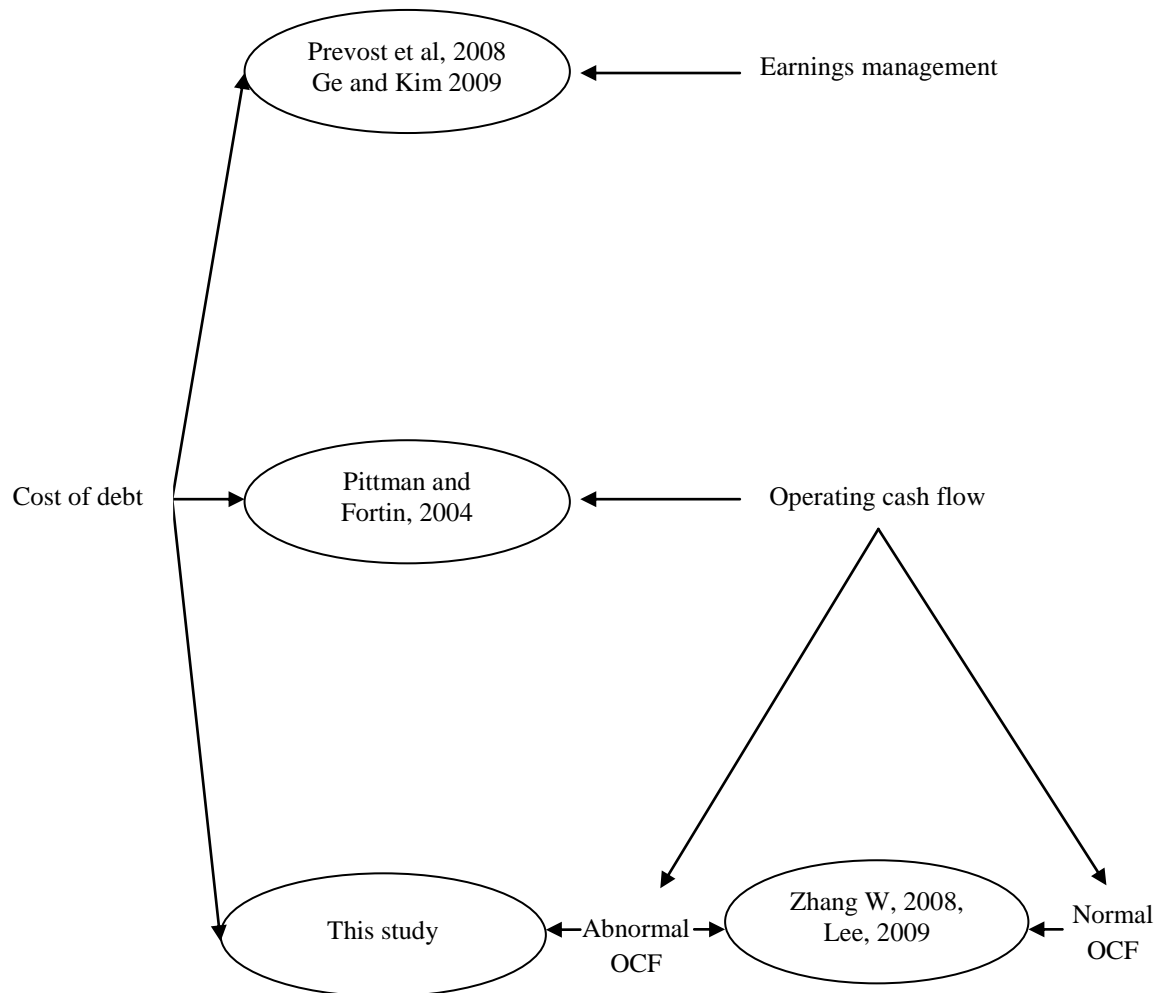 Prevost et al, 2008
Ge and Kim 2009
Earnings management
Cost of debt
Pittman and
Fortin, 2004
Operating cash flow
This study
Abnormal
OCF
Zhang W, 2008,
Lee, 2009
Normal
OCF